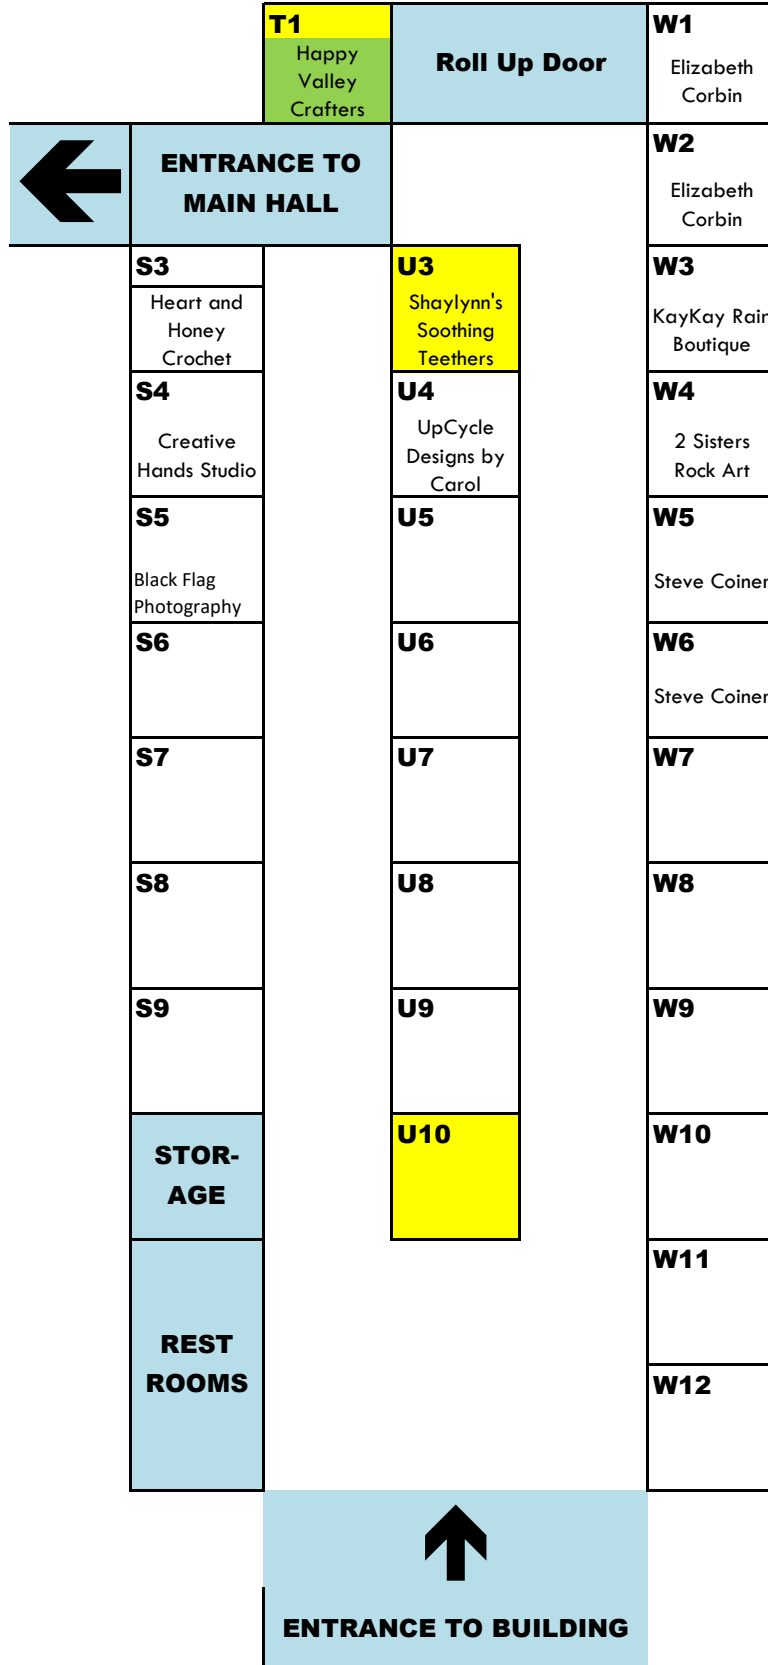 T1
Happy
Valley
Crafters
Roll Up Door
W1
Elizabeth
Corbin
ENTRANCE TO
MAIN HALL
W2
Elizabeth
Corbin
S3
Heart and
Honey
Crochet
U3
Shaylynn's
Soothing
Teethers
W3
KayKay Rain
Boutique
S4
Creative
Hands Studio
U4
UpCycle
Designs by
Carol
W4
2 Sisters
Rock Art
S5
Black Flag
Photography
U5
W5
Steve Coiner
S6
U6
W6
Steve Coiner
S7
U7
W7
S8
U8
W8
S9
U9
W9
STOR-
AGE
U10
W10
REST
ROOMS
W11
W12
ENTRANCE TO BUILDING